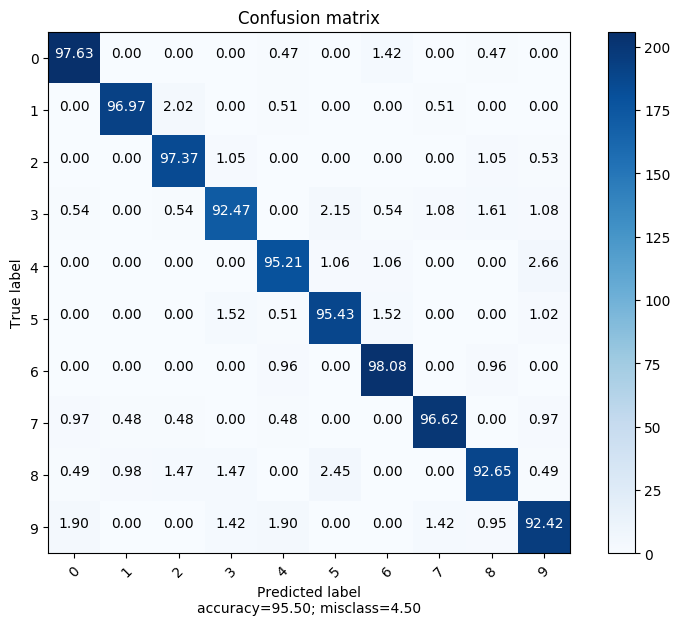 Confusion matrix
0 97.63 0.00 0.00 0.00 0.47 0.00 1.42 0.00 0.47 0.00
1 0.00 96.97 2.02 0.00 0.51 0.00 0.00 0.51 0.00 0.00
2 0.00 0.00 97.37 1.05 0.00 0.00 0.00 0.00 1.05 0.53
3 0.54 0.00 0.54 92.47 0.00 2.15 0.54 1.08 1.61 1.08
4 0.00 0.00 0.00 0.00 95.21 1.06 1.06 0.00 0.00 2.66
5 0.00 0.00 0.00 1.52 0.51 95.43 1.52 0.00 0.00 1.02
6 0.00 0.00 0.00 0.00 0.96 0.00 98.08 0.00 0.96 0.00
7 0.97 0.48 0.48 0.00 0.48 0.00 0.00 96.62 0.00 0.97
8 0.49 0.98 1.47 1.47 0.00 2.45 0.00 0.00 92.65 0.49
9 1.90 0.00 0.00 1.42 1.90 0.00 0.00 1.42 0.95 92.42
0 1 2 3 4 5 6 7 8 9
True label
Predicted label
accuracy=95.50; misclass=4.50
200
175
150
125
100
75
50
25
0